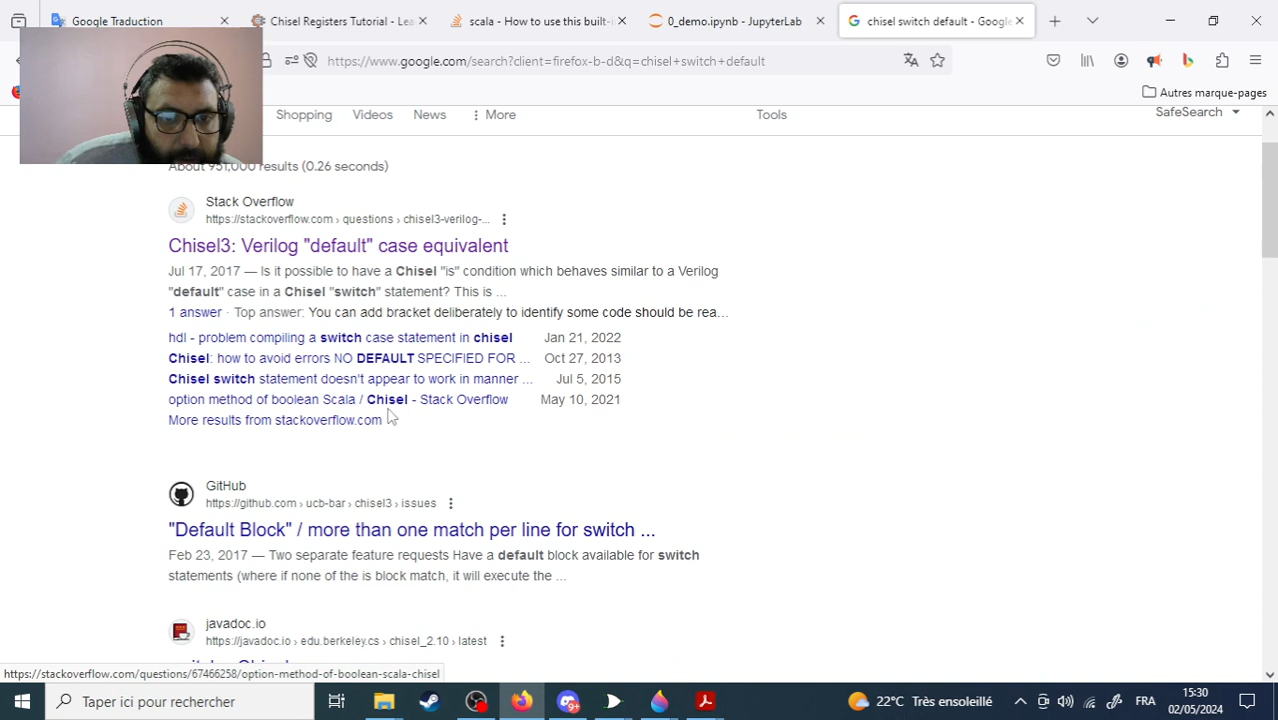 Google Traduction
Chisel Registers Tutorial - Lea
scala - How to use this built-i
0_demo.ipynb - JupyterLab
chisel switch default - Google
https://www.google.com/search?client=firefox-b-d&q=chisel+switch+default
Autres marque-pages
Shopping
Videos
News
More
Tools
SafeSearch
About 951,000 results (0.26 seconds)
Stack Overflow
https://stackoverflow.com › questions › chisel3-verilog-...
Chisel3: Verilog "default" case equivalent
Jul 17, 2017 — Is it possible to have a Chisel "is" condition which behaves similar to a Verilog
"default" case in a Chisel "switch" statement? This is ...
1 answer · Top answer: You can add bracket deliberately to identify some code should be rea...
hdl - problem compiling a switch case statement in chisel Jan 21, 2022
Chisel: how to avoid errors NO DEFAULT SPECIFIED FOR ... Oct 27, 2013
Chisel switch statement doesn't appear to work in manner ... Jul 5, 2015
option method of boolean Scala / Chisel - Stack Overflow May 10, 2021
More results from stackoverflow.com
GitHub
https://github.com › ucb-bar › chisel3 › issues
"Default Block" / more than one match per line for switch ...
Feb 23, 2017 — Two separate feature requests Have a default block available for switch
statements (where if none of the is block match, it will execute the ...
javadoc.io
https://javadoc.io › edu.berkeley.cs › chisel_2.10 › latest
https://stackoverflow.com/questions/67466258/option-method-of-boolean-scala-chisel
Taper ici pour rechercher
22°C Très ensoleillé
FRA
15:30
02/05/2024